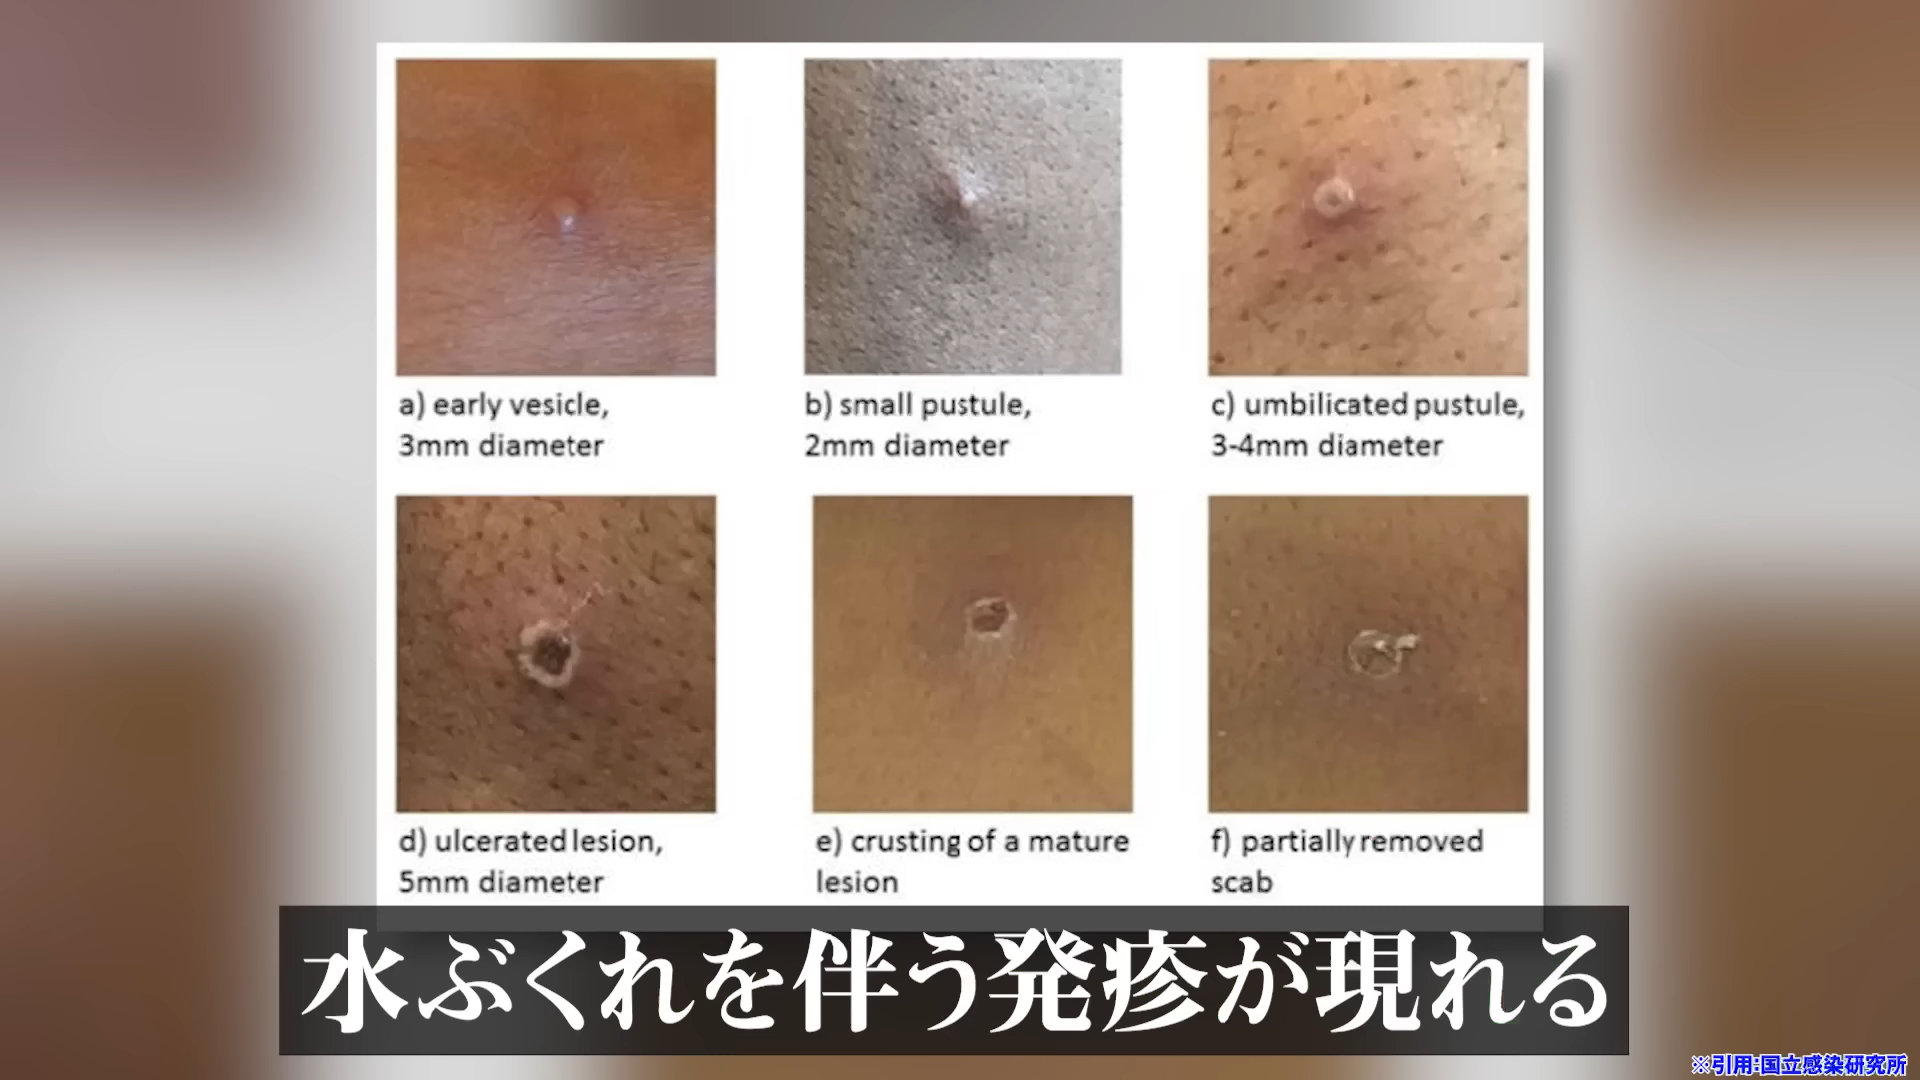 a) early vesicle,
3mm diameter
b) small pustule,
2mm diameter
c) umbilicated pustule,
3-4mm diameter
d) ulcerated lesion,
5mm diameter
e) crusting of a mature
lesion
f) partially removed
scab
水ぶくれを伴う発疹が現れる
※引用:国立感染研究所